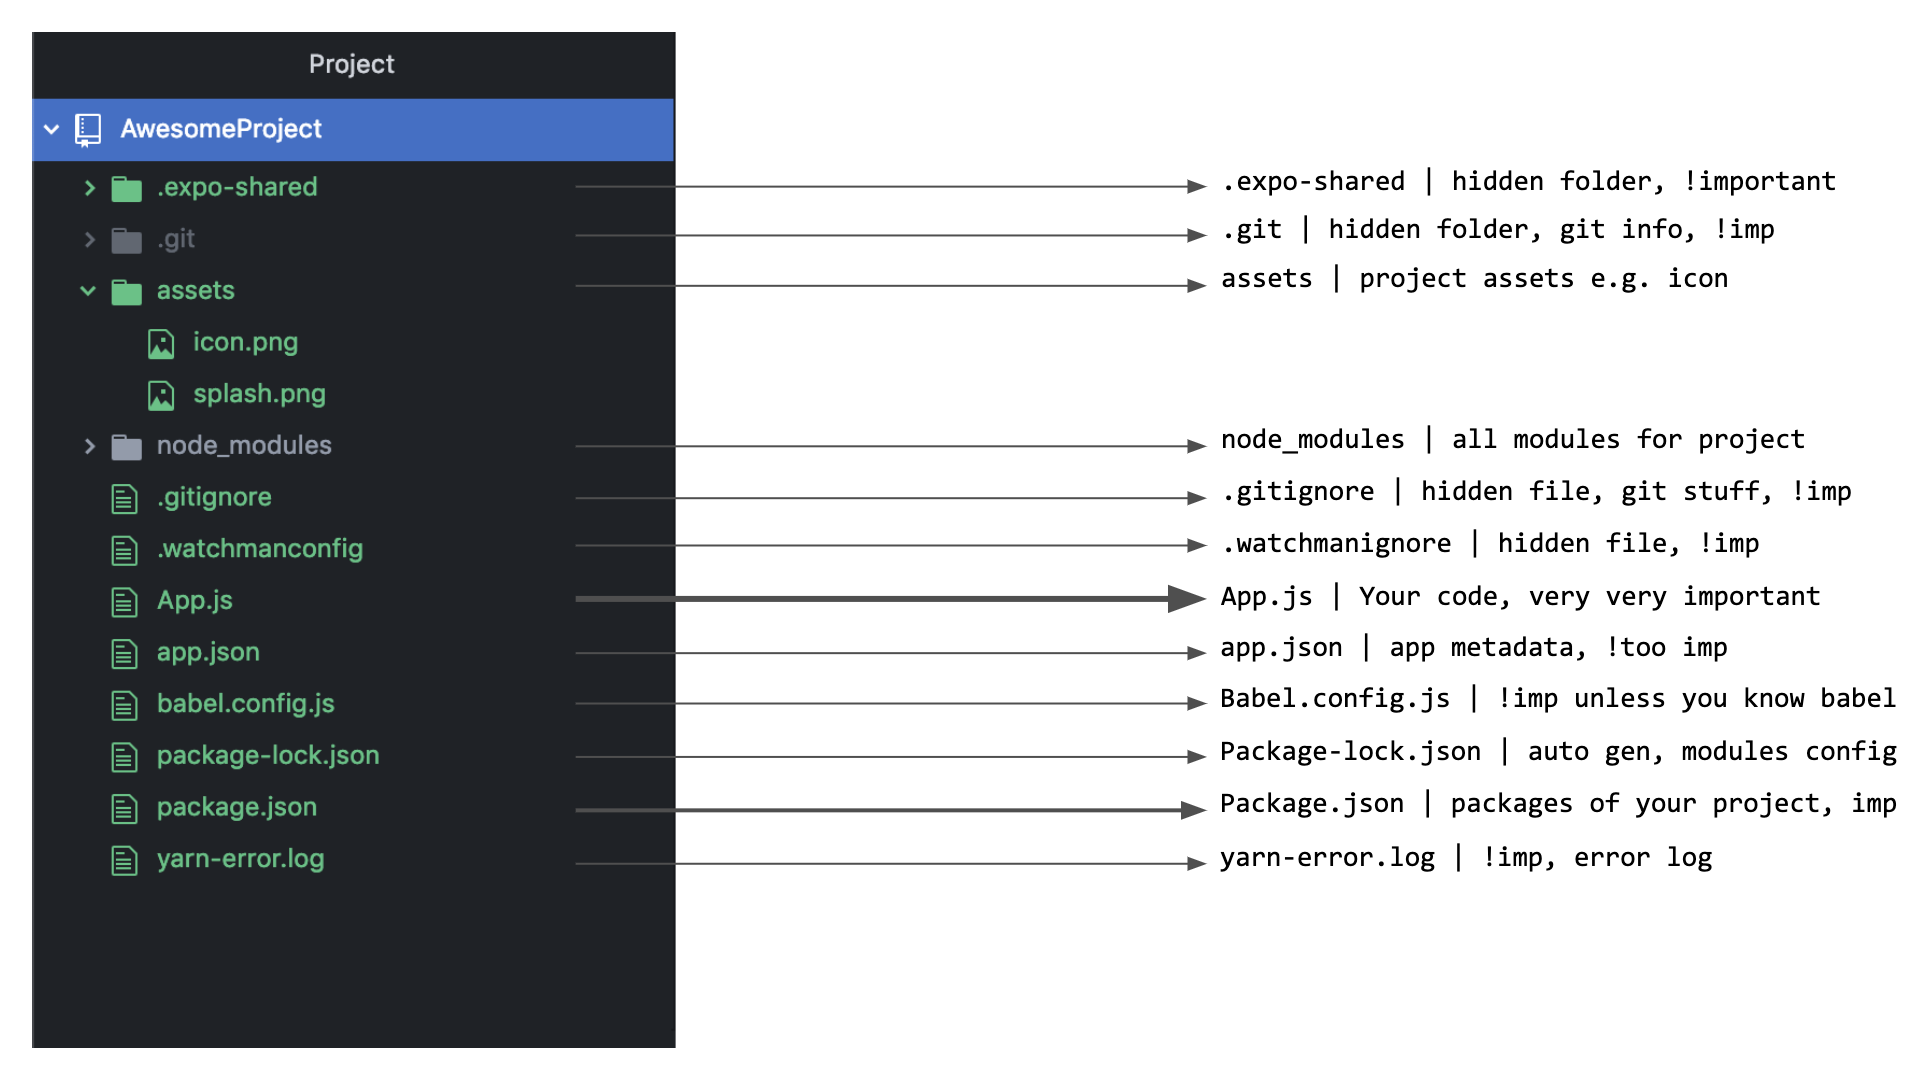 Project
AwesomeProject
.expo-shared
.expo-shared | hidden folder, !important
.git
.git | hidden folder, git info, !imp
assets
assets | project assets e.g. icon
icon.png
splash.png
node_modules
node_modules | all modules for project
.gitignore
.gitignore | hidden file, git stuff, !imp
.watchmanconfig
.watchmanignore | hidden file, !imp
App.js
App.js | Your code, very very important
app.json
app.json | app metadata, !too imp
babel.config.js
Babel.config.js | !imp unless you know babel
package-lock.json
Package-lock.json | auto gen, modules config
package.json
Package.json | packages of your project, imp
yarn-error.log
yarn-error.log | !imp, error log